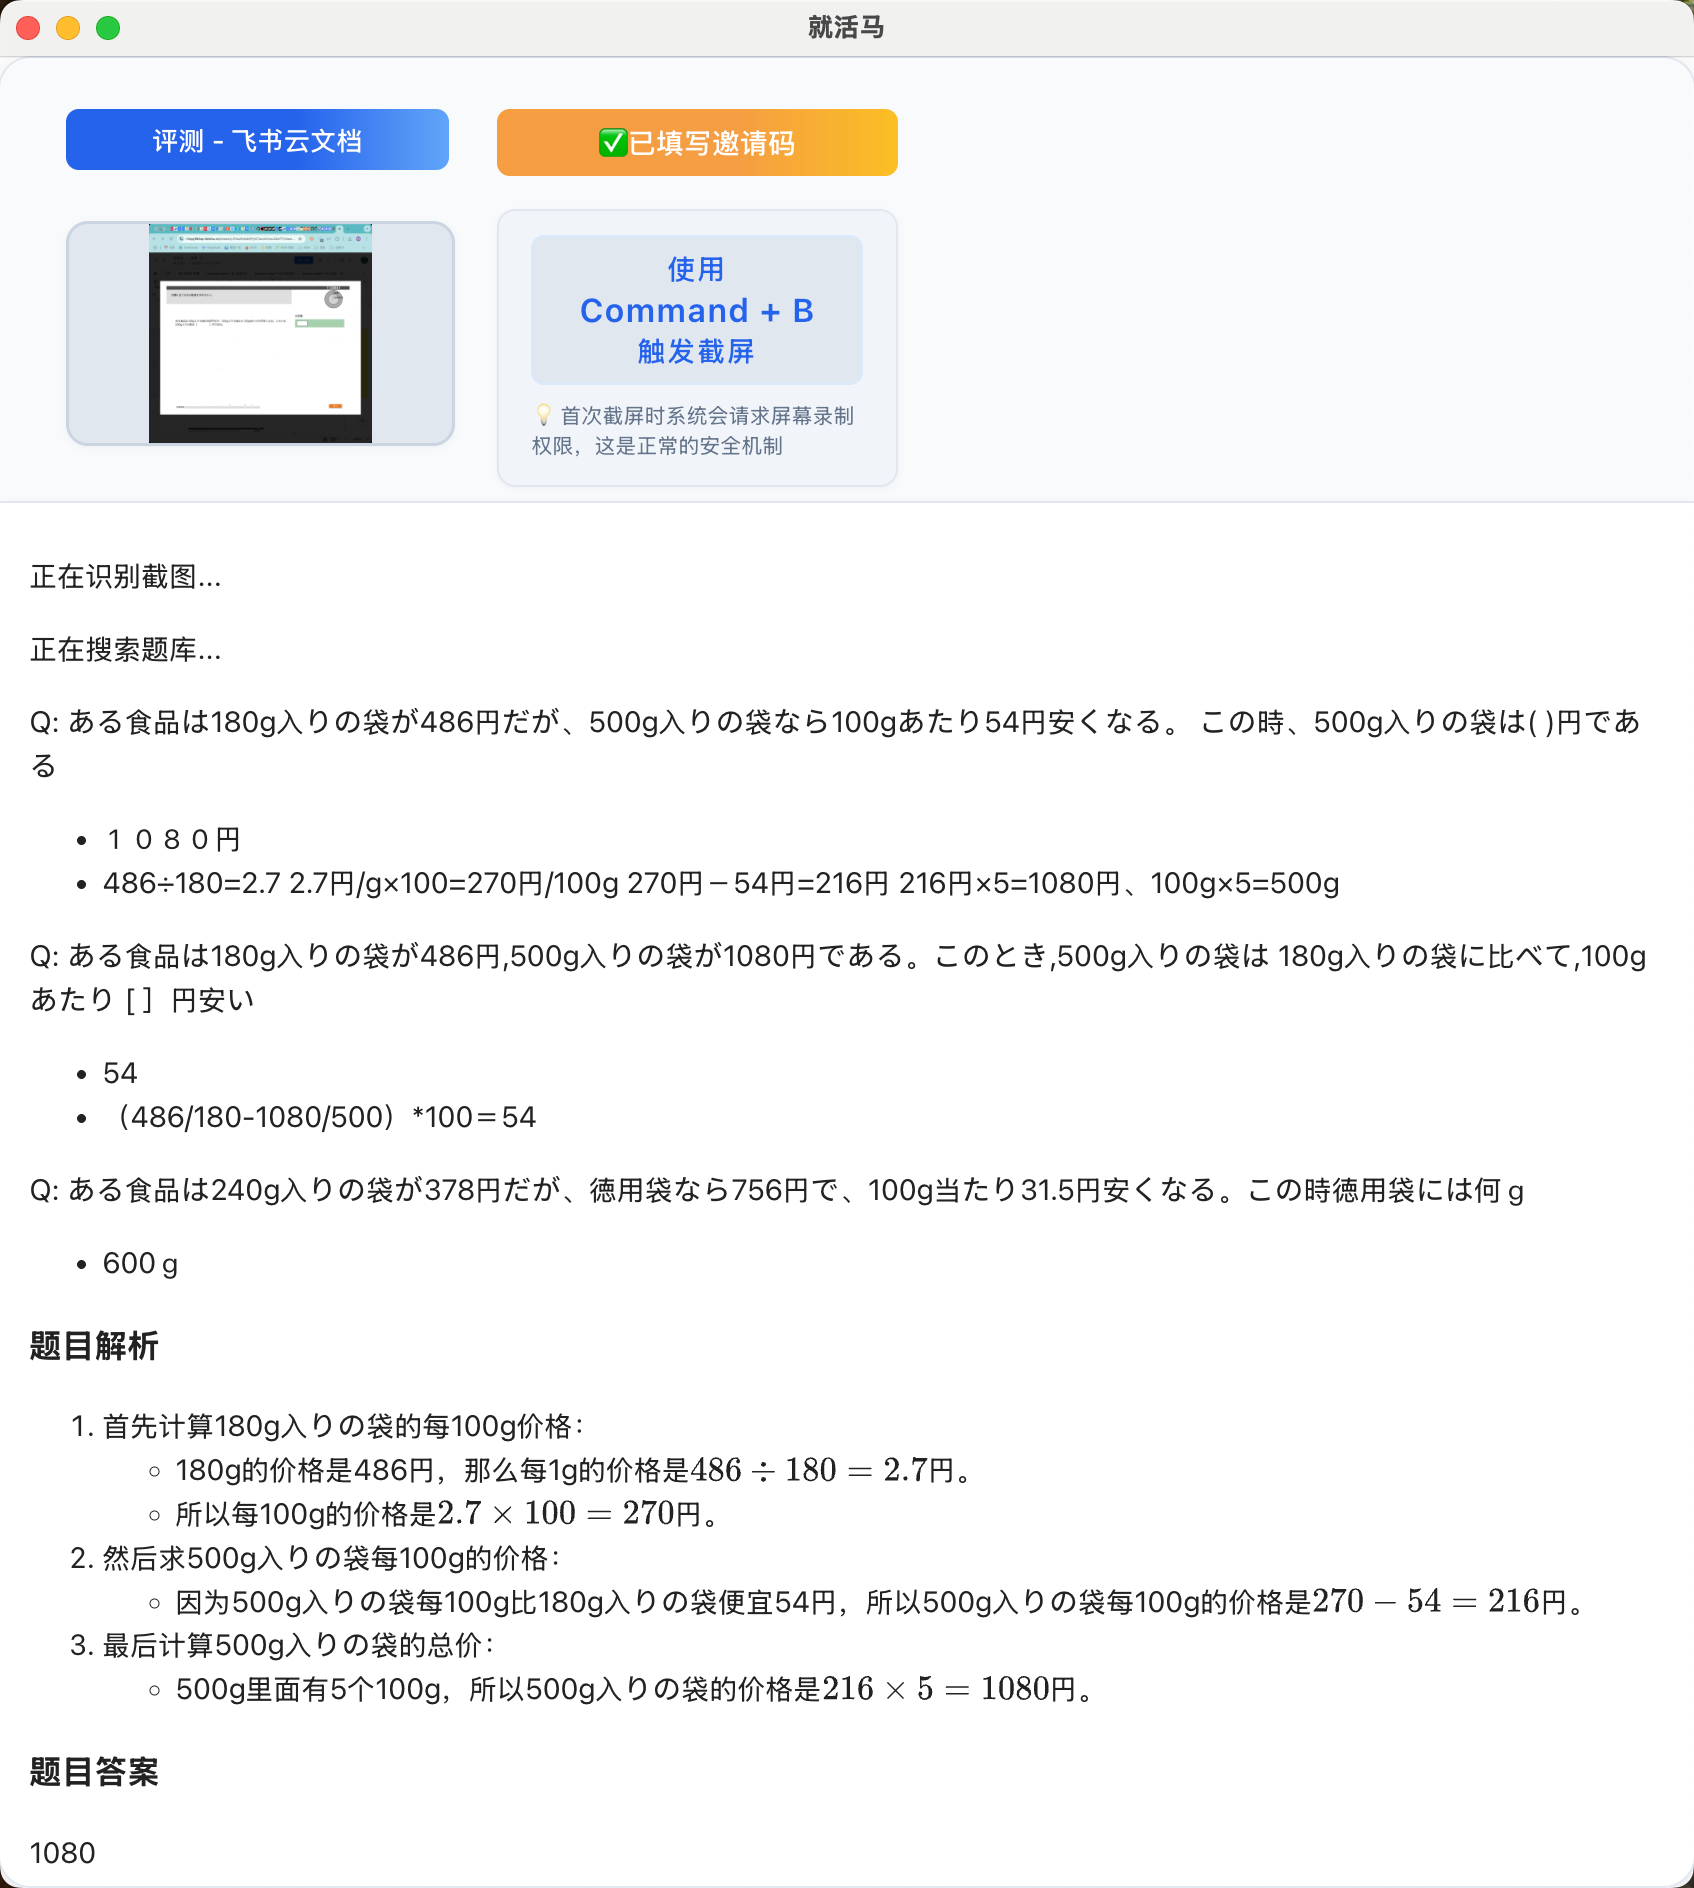 就活马
评测 - 飞书云文档
✅已填写邀请码
使用
Command + B
触发截屏
💡 首次截屏时系统会请求屏幕录制
权限，这是正常的安全机制
正在识别截图...
正在搜索题库...
Q: ある食品は180g入りの袋が486円だが、500g入りの袋なら100gあたり54円安くなる。 この時、500g入りの袋は( )円であ
る
• １０８０円
• 486÷180=2.7 2.7円/g×100=270円/100g 270円－54円=216円 216円×5=1080円、100g×5=500g
Q: ある食品は180g入りの袋が486円,500g入りの袋が1080円である。このとき,500g入りの袋は 180g入りの袋に比べて,100g
あたり [ ］円安い
• 54
• （486/180-1080/500）*100＝54
Q: ある食品は240g入りの袋が378円だが、徳用袋なら756円で、100g当たり31.5円安くなる。この時徳用袋には何ｇ
• 600ｇ
题目解析
1. 首先计算180g入りの袋的每100g价格：
◦ 180g的价格是486円，那么每1g的价格是486 ÷ 180 = 2.7円。
◦ 所以每100g的价格是2.7 × 100 = 270円。
2. 然后求500g入りの袋每100g的价格：
◦ 因为500g入りの袋每100g比180g入りの袋便宜54円，所以500g入りの袋每100g的价格是270 − 54 = 216円。
3. 最后计算500g入りの袋的总价：
◦ 500g里面有5个100g，所以500g入りの袋的价格是216 × 5 = 1080円。
题目答案
1080